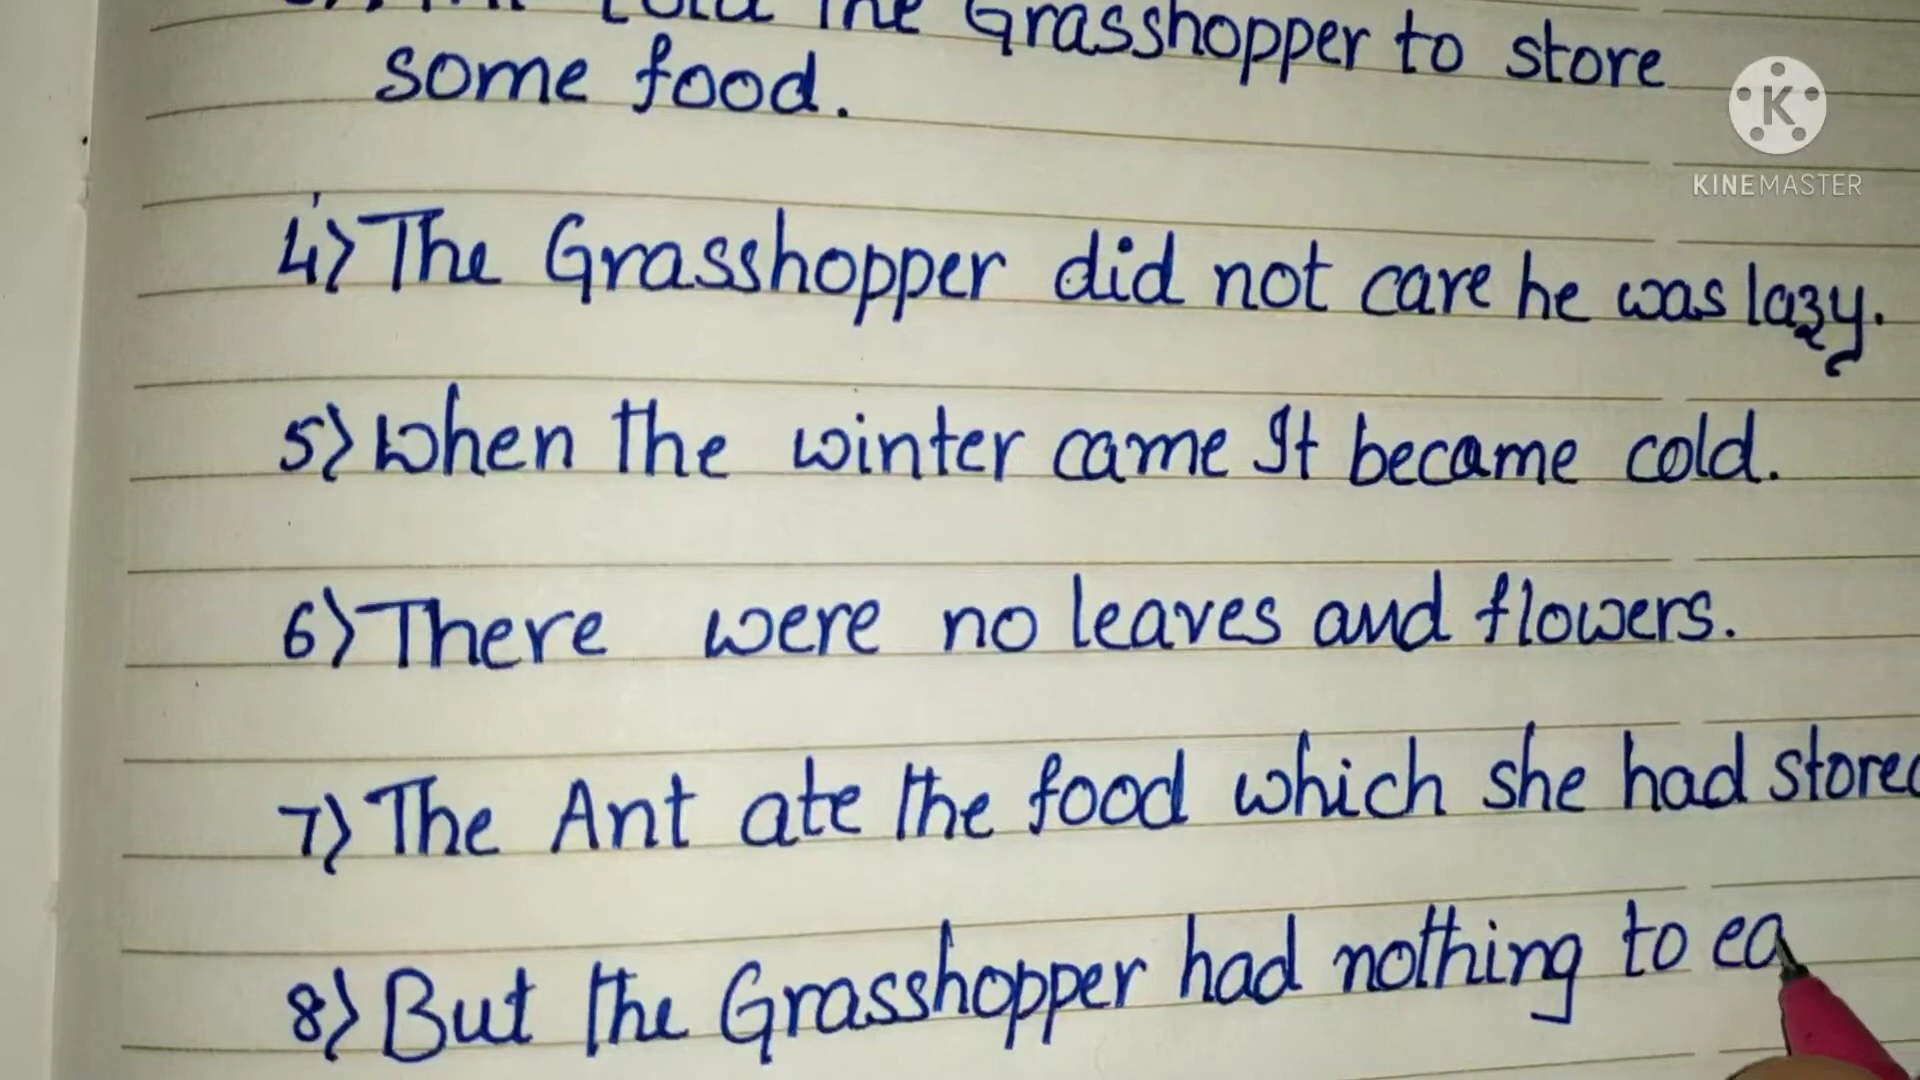 told the Grasshopper to store
some food.
K
KINEMASTER
4) The Grasshopper did not care he was lazy.
5) When the winter came It became cold.
6) There were no leaves and flowers.
7) The Ant ate the food which she had stored
8) But the Grasshopper had nothing to ea